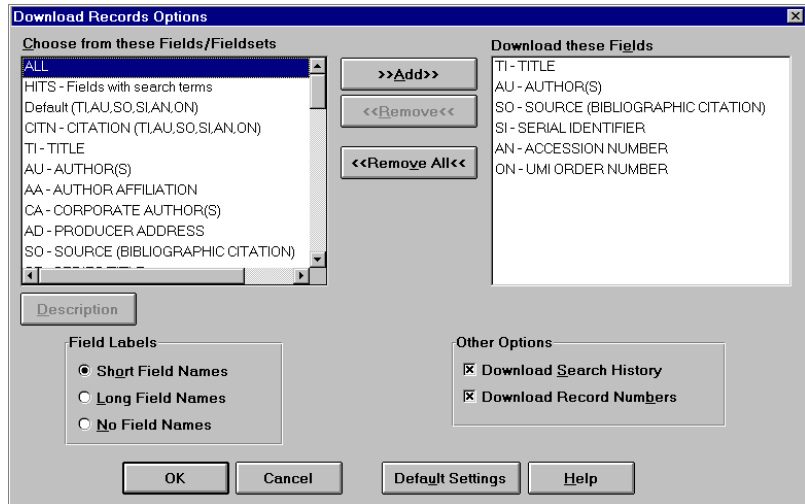 Download Records Options
Choose from these Fields/Fieldsets
ALL
HITS - Fields with search terms
Default (TI,AU,SO,SI,AN,ON)
CITN - CITATION (TI,AU,SO,SI,AN,ON)
TI - TITLE
AU - AUTHOR(S)
AA - AUTHOR AFFILIATION
CA - CORPORATE AUTHOR(S)
AD - PRODUCER ADDRESS
SO - SOURCE (BIBLIOGRAPHIC CITATION)
>>Add>>
<<Remove<<
<<Remove All<<
Download these Fields
TI - TITLE
AU - AUTHOR(S)
SO - SOURCE (BIBLIOGRAPHIC CITATION)
SI - SERIAL IDENTIFIER
AN - ACCESSION NUMBER
ON - UMI ORDER NUMBER
Description
Field Labels
Short Field Names
Long Field Names
No Field Names
Other Options
Download Search History
Download Record Numbers
OK
Cancel
Default Settings
Help